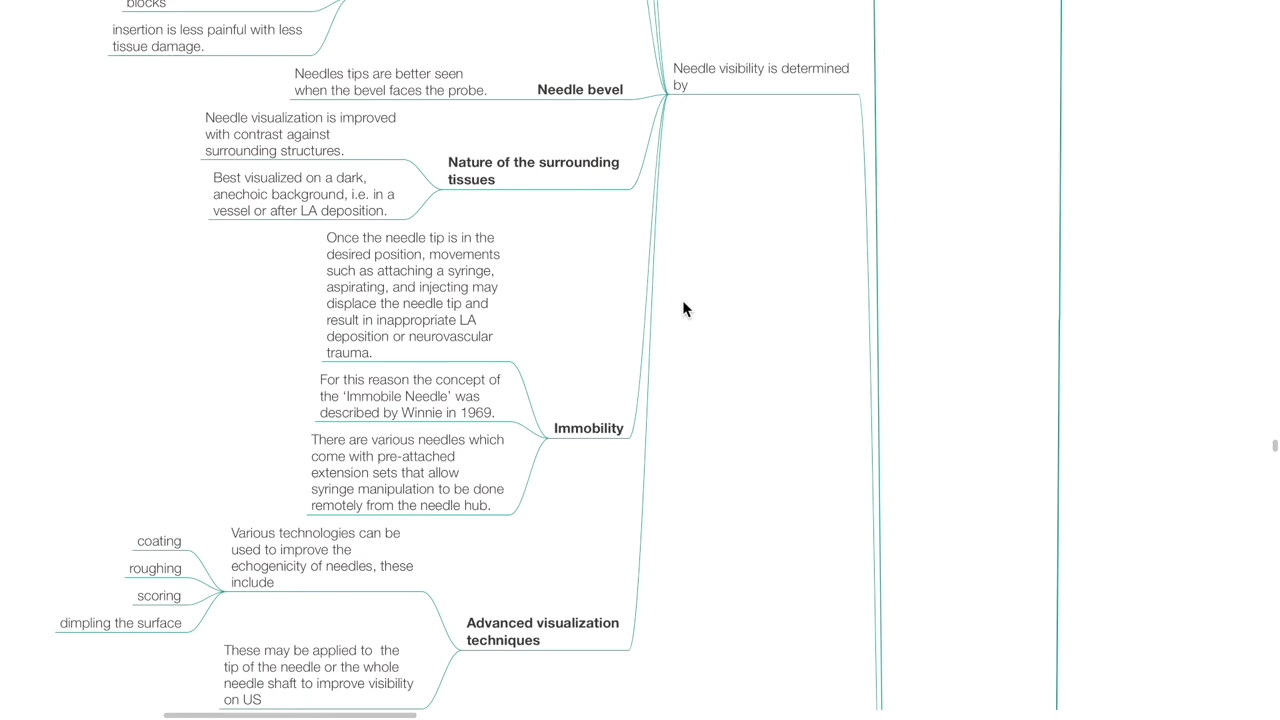 blocks
insertion is less painful with less
tissue damage.
Needle visibility is determined
by
Needles tips are better seen
when the bevel faces the probe.
Needle bevel
Needle visualization is improved
with contrast against
surrounding structures.
Nature of the surrounding
tissues
Best visualized on a dark,
anechoic background, i.e. in a
vessel or after LA deposition.
Once the needle tip is in the
desired position, movements
such as attaching a syringe,
aspirating, and injecting may
displace the needle tip and
result in inappropriate LA
deposition or neurovascular
trauma.
For this reason the concept of
the ‘Immobile Needle’ was
described by Winnie in 1969.
Immobility
There are various needles which
come with pre-attached
extension sets that allow
syringe manipulation to be done
remotely from the needle hub.
Various technologies can be
used to improve the
echogenicity of needles, these
include
coating
roughing
scoring
dimpling the surface
Advanced visualization
techniques
These may be applied to  the
tip of the needle or the whole
needle shaft to improve visibility
on US